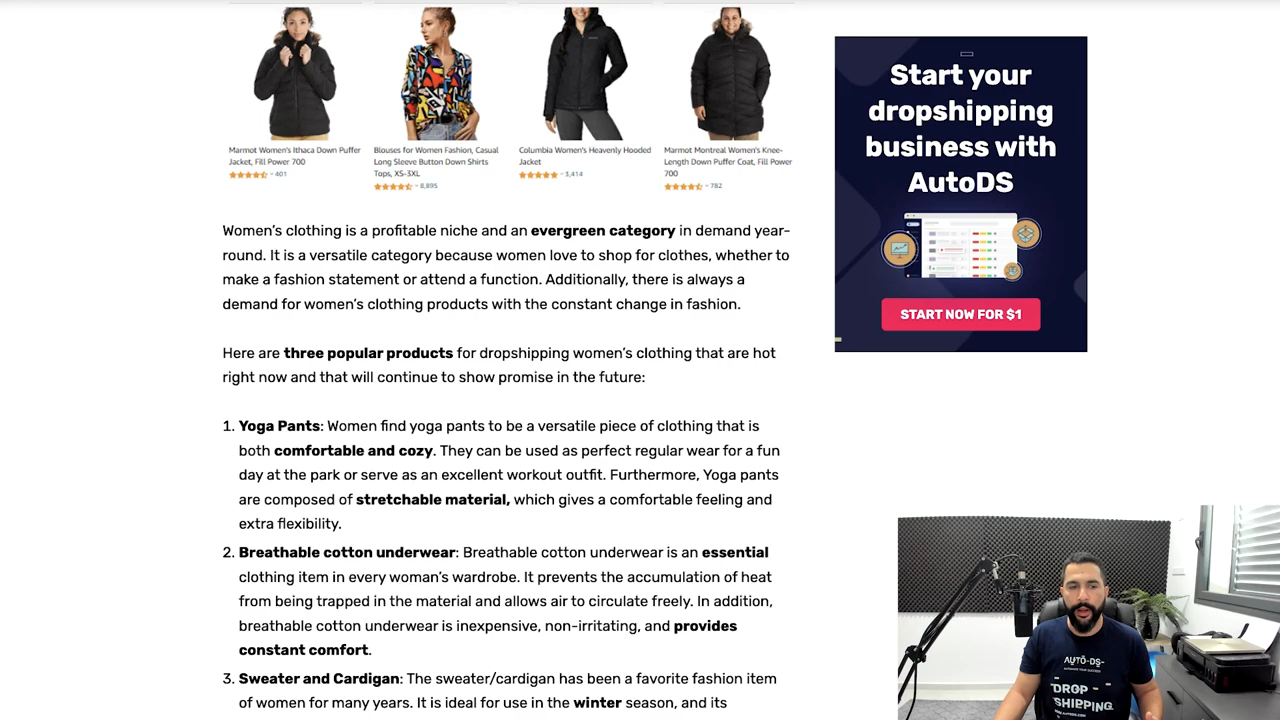 Marmot Women's Ithaca Down Puffer
Jacket, Fill Power 700
~ 401
Blouses for Women Fashion, Casual
Long Sleeve Button Down Shirts
Tops, XS-3XL
~ 8,895
Columbia Women's Heavenly Hooded
Jacket
~ 3,414
Marmot Montreal Women's Knee-
Length Down Puffer Coat, Fill Power
700
~ 782
Women's clothing is a profitable niche and an evergreen category in demand year-
round. It is a versatile category because women love to shop for clothes, whether to
make a fashion statement or attend a function. Additionally, there is always a
demand for women's clothing products with the constant change in fashion.
Here are three popular products for dropshipping women's clothing that are hot
right now and that will continue to show promise in the future:
1. Yoga Pants: Women find yoga pants to be a versatile piece of clothing that is
both comfortable and cozy. They can be used as perfect regular wear for a fun
day at the park or serve as an excellent workout outfit. Furthermore, Yoga pants
are composed of stretchable material, which gives a comfortable feeling and
extra flexibility.
2. Breathable cotton underwear: Breathable cotton underwear is an essential
clothing item in every woman's wardrobe. It prevents the accumulation of heat
from being trapped in the material and allows air to circulate freely. In addition,
breathable cotton underwear is inexpensive, non-irritating, and provides
constant comfort.
3. Sweater and Cardigan: The sweater/cardigan has been a favorite fashion item
of women for many years. It is ideal for use in the winter season, and its
Start your
dropshipping
business with
AutoDS
START NOW FOR $1
AUTO-DS
DROP
SHIPPING